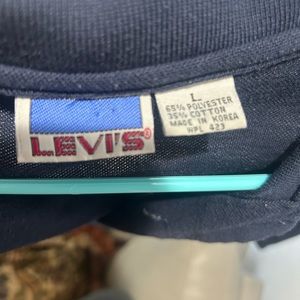 LEVI'S®
L
65% POLYESTER
35% COTTON
MADE IN KOREA
WPL 423